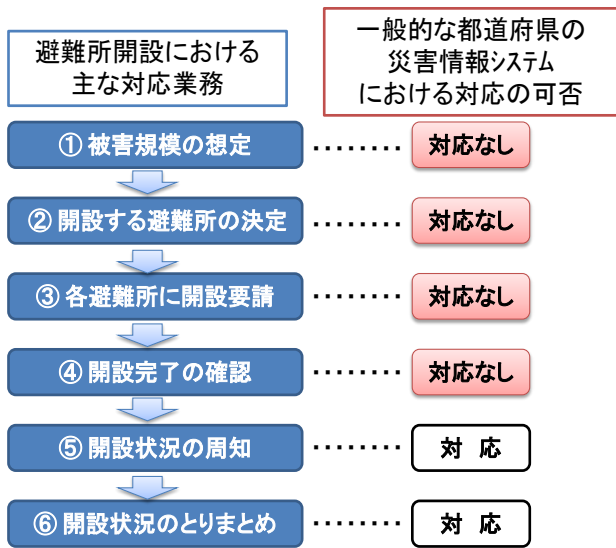 避難所開設における
主な対応業務
一般的な都道府県の
災害情報システム
における対応の可否
① 被害規模の想定 ‥‥‥‥ 対応なし
② 開設する避難所の決定 ‥‥‥‥ 対応なし
③ 各避難所に開設要請 ‥‥‥‥ 対応なし
④ 開設完了の確認 ‥‥‥‥ 対応なし
⑤ 開設状況の周知 ‥‥‥‥ 対 応
⑥ 開設状況のとりまとめ ‥‥‥‥ 対 応